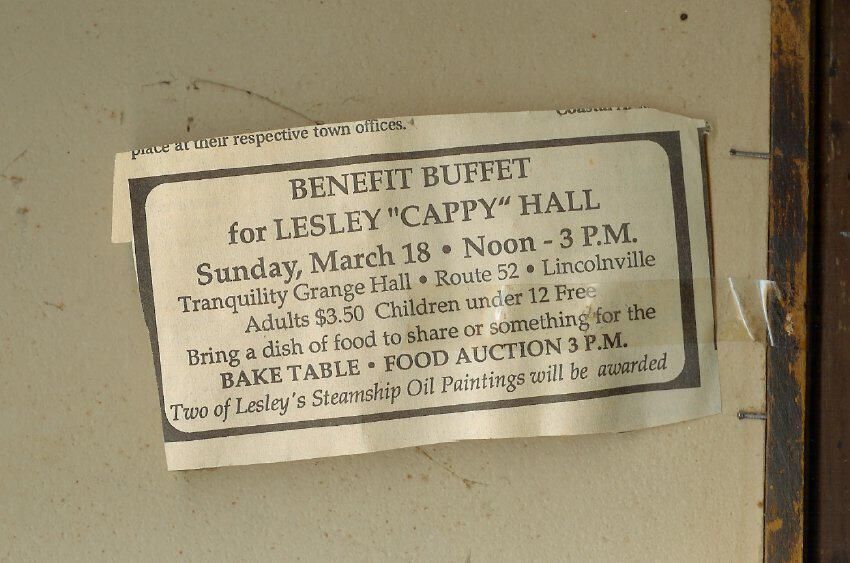 place at their respective town offices.
Coastal
BENEFIT BUFFET
for LESLEY "CAPPY“ HALL
Sunday, March 18 • Noon - 3 P.M.
Tranquility Grange Hall • Route 52 • Lincolnville
Adults $3.50 Children under 12 Free
Bring a dish of food to share or something for the
BAKE TABLE • FOOD AUCTION 3 P.M.
Two of Lesley's Steamship Oil Paintings will be awarded